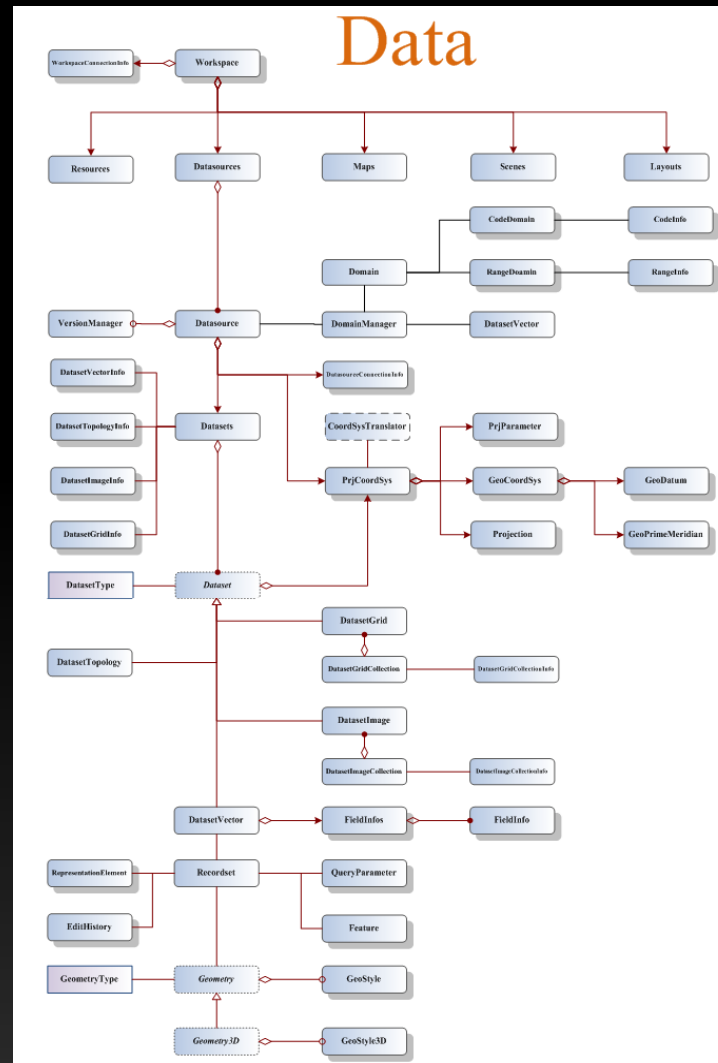 Data
WorkspaceConnectionInfo
Workspace
Resources
Datasources
Maps
Scenes
Layouts
CodeDomain
CodeInfo
Domain
RangeDoamin
RangeInfo
VersionManager
Datasource
DomainManager
DatasetVector
DatasetVectorInfo
DatasourceConnectionInfo
DatasetTopologyInfo
Datasets
CoordSysTranslator
PrjParameter
DatasetImageInfo
PrjCoordSys
GeoCoordSys
GeoDatum
DatasetGridInfo
Projection
GeoPrimeMeridian
DatasetType
Dataset
DatasetGrid
DatasetTopology
DatasetGridCollection
DatasetGridCollectionInfo
DatasetImage
DatasetImageCollection
DatasetImageCollectionInfo
DatasetVector
FieldInfos
FieldInfo
RepresentationElement
Recordset
QueryParameter
EditHistory
Feature
GeometryType
Geometry
GeoStyle
Geometry3D
GeoStyle3D